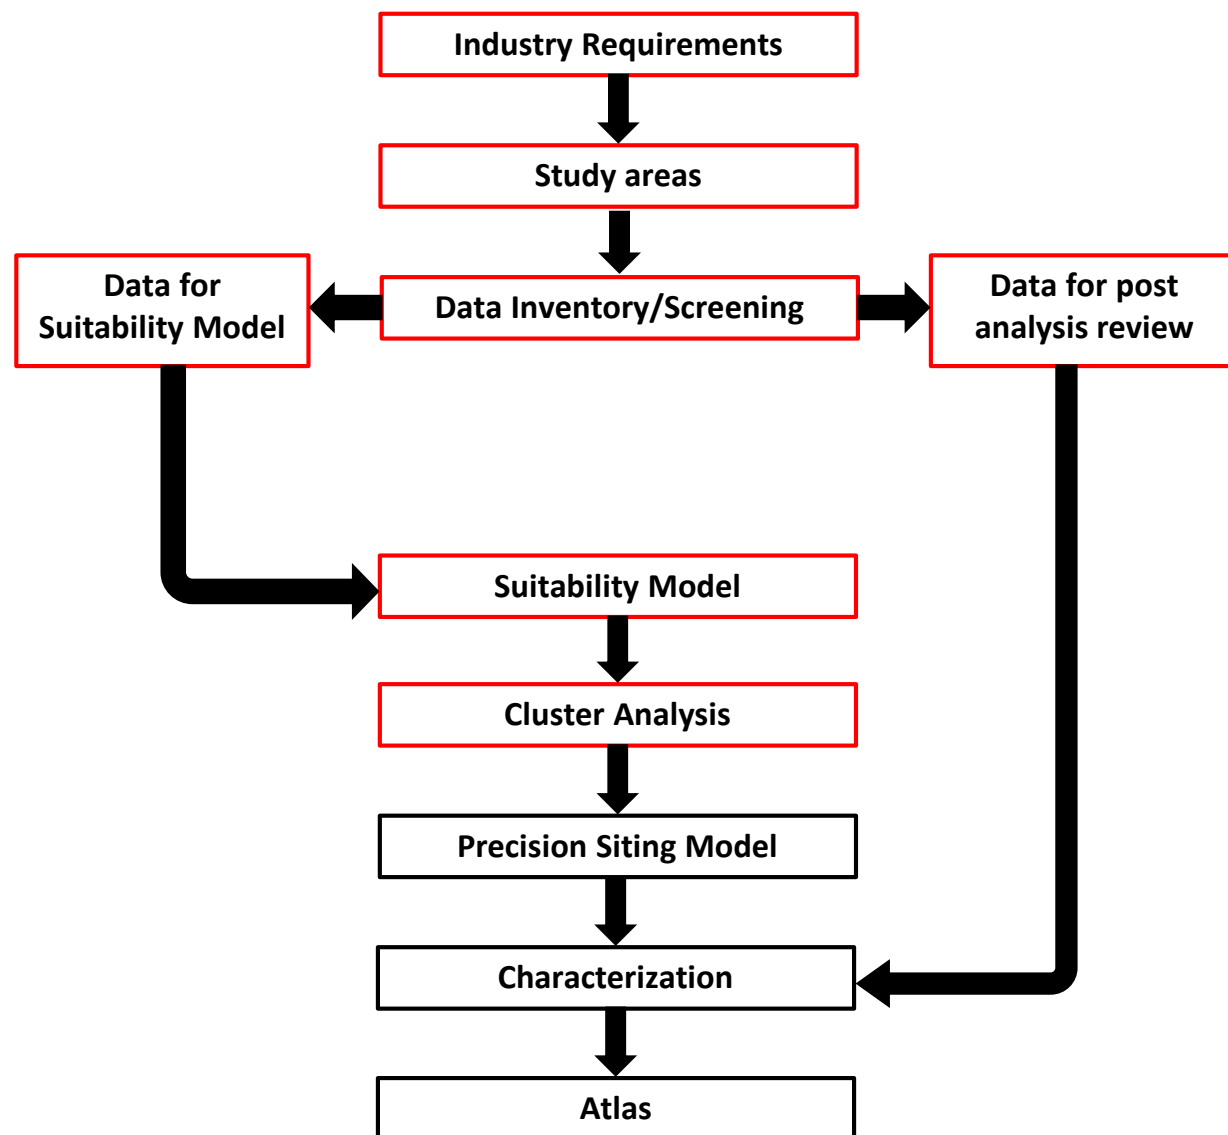 Industry Requirements
Study areas
Data for
Suitability Model
Data Inventory/Screening
Data for post
analysis review
Suitability Model
Cluster Analysis
Precision Siting Model
Characterization
Atlas